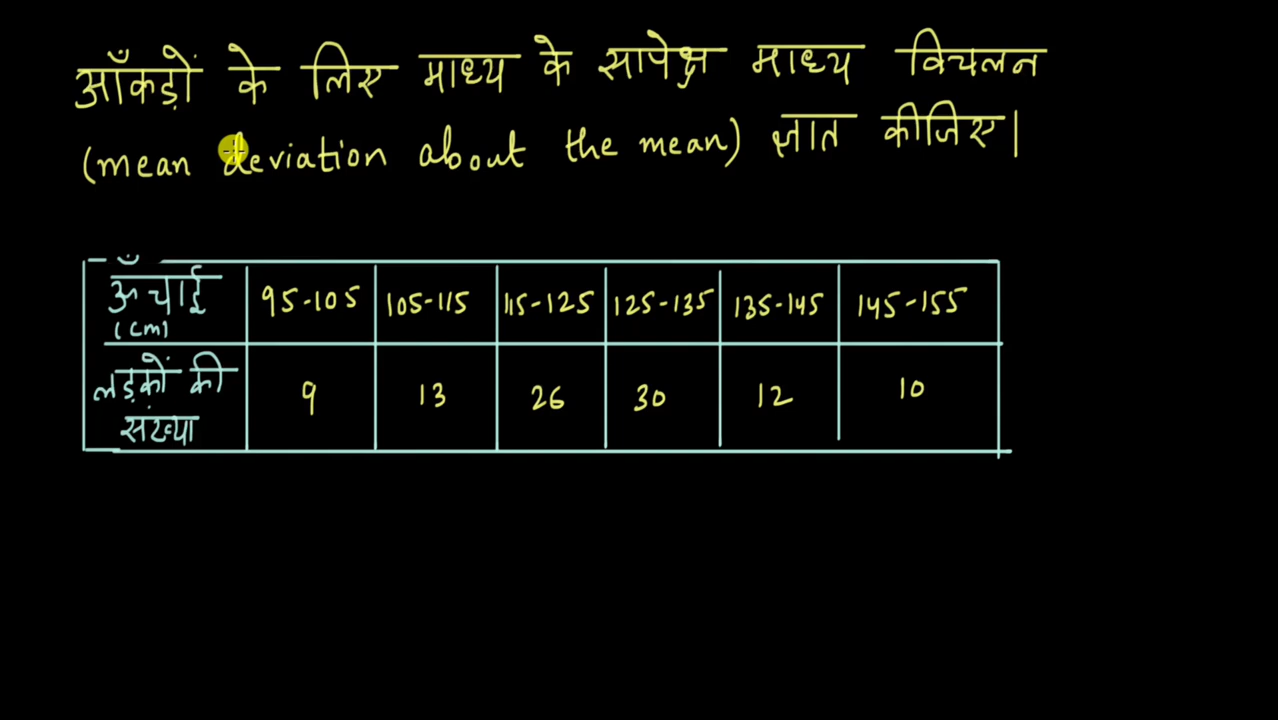 आँकड़ों के लिए माध्य के सापेक्ष माध्य विचलन
(mean deviation about the mean) ज्ञात कीजिए।
ऊँचाई (cm) 95-105 105-115 115-125 125-135 135-145 145-155
लड़कों की संख्या 9 13 26 30 12 10